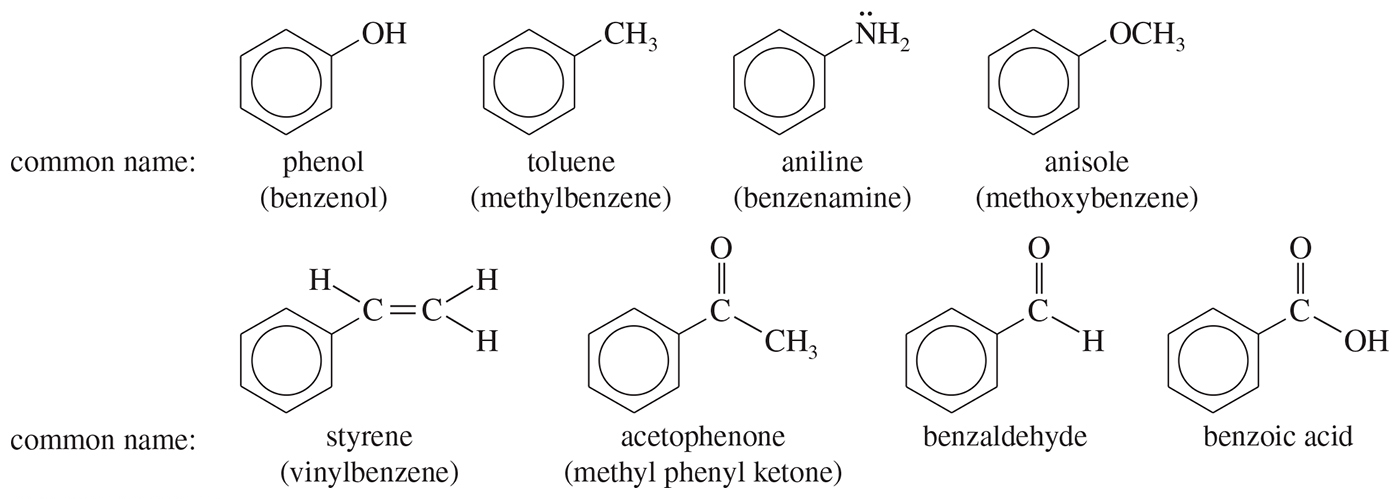 OH CH3 N̈H2 OCH3
common name: phenol toluene aniline anisole
(benzenol) (methylbenzene) (benzenamine) (methoxybenzene)
O O O
H H
C=C C C C
H CH3 H OH
common name: styrene acetophenone benzaldehyde benzoic acid
(vinylbenzene) (methyl phenyl ketone)